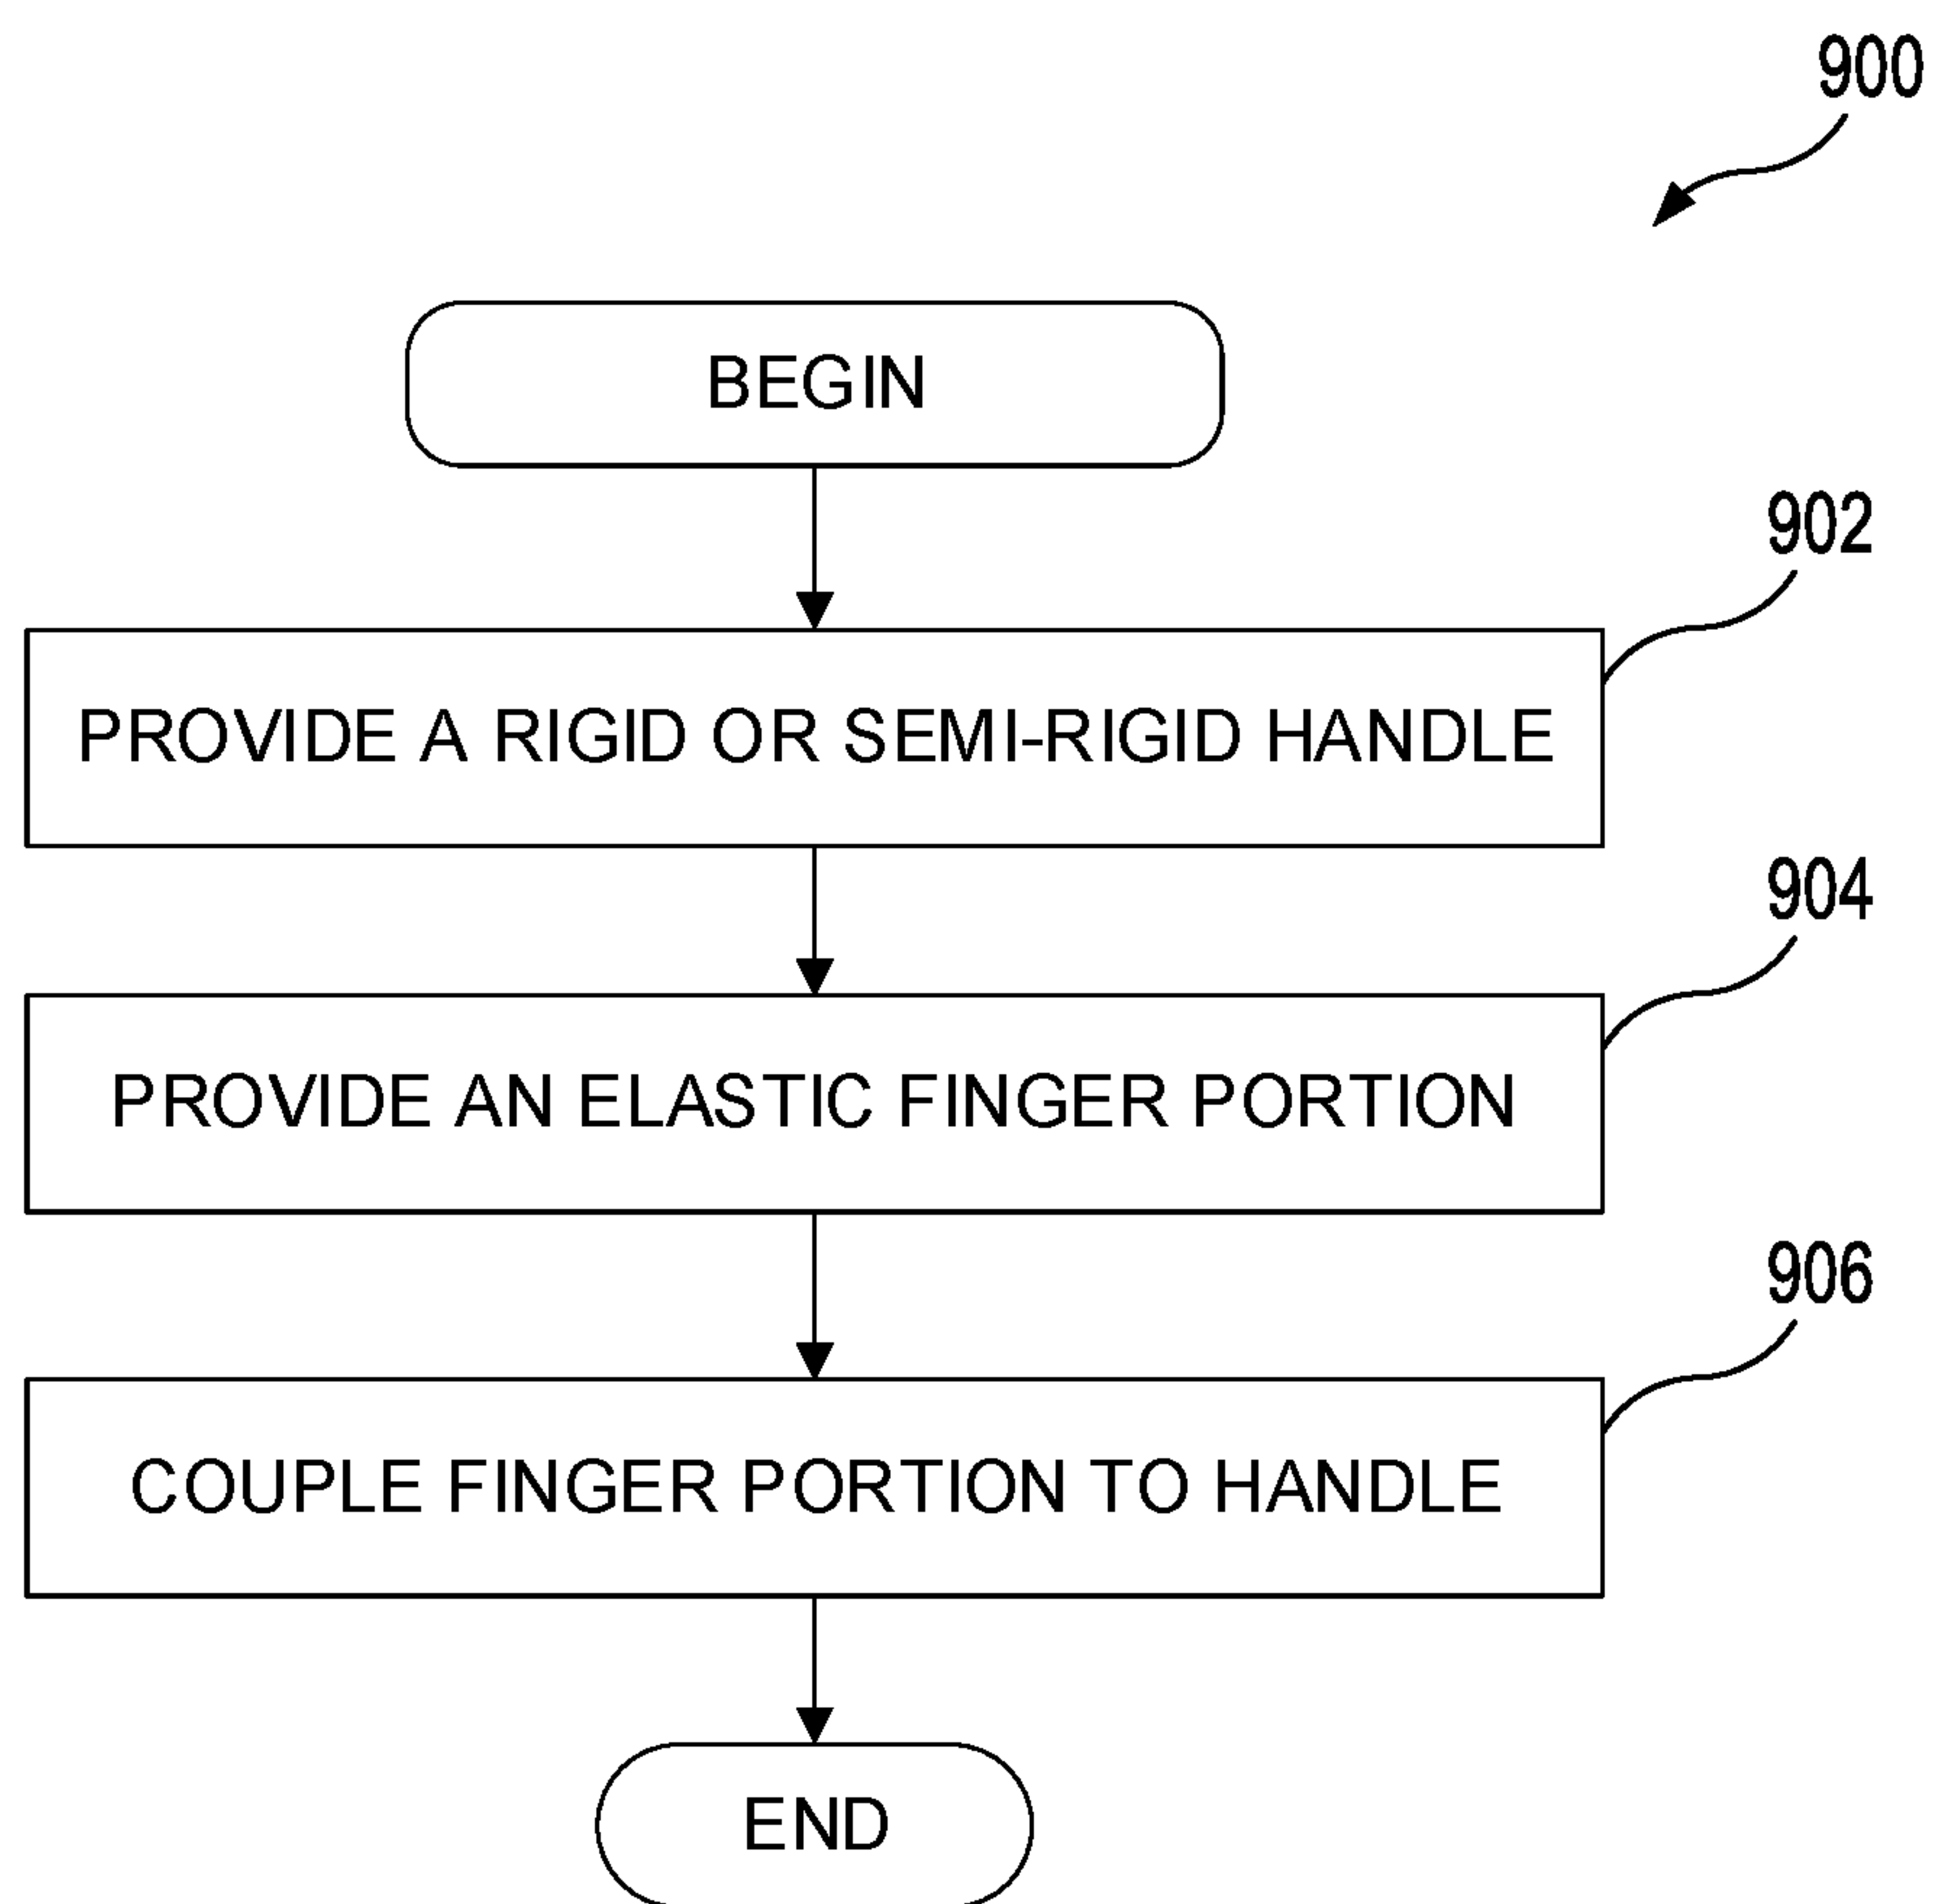 900
BEGIN
902
PROVIDE A RIGID OR SEMI-RIGID HANDLE
904
PROVIDE AN ELASTIC FINGER PORTION
906
COUPLE FINGER PORTION TO HANDLE
END